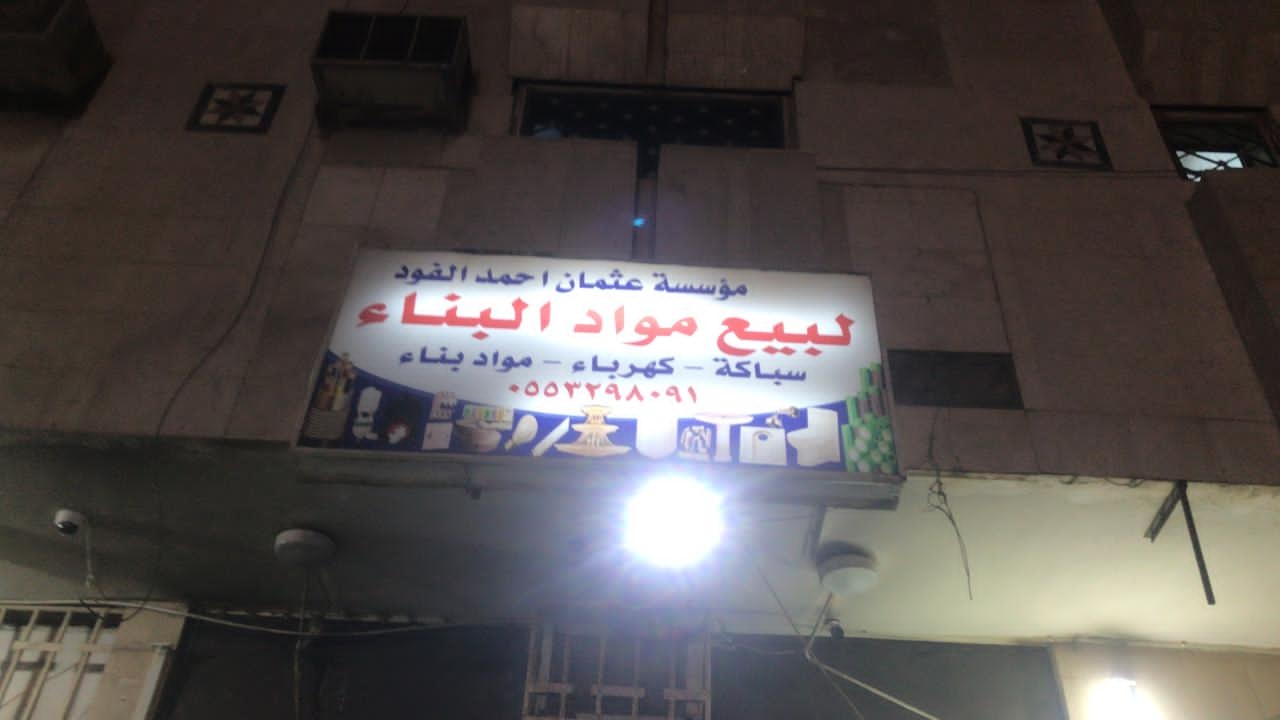 مؤسسة عثمان احمد الفود
لبيع مواد البناء
سباكة - كهرباء - مواد بناء
٠٥٥٣٢٩٨٠٩١